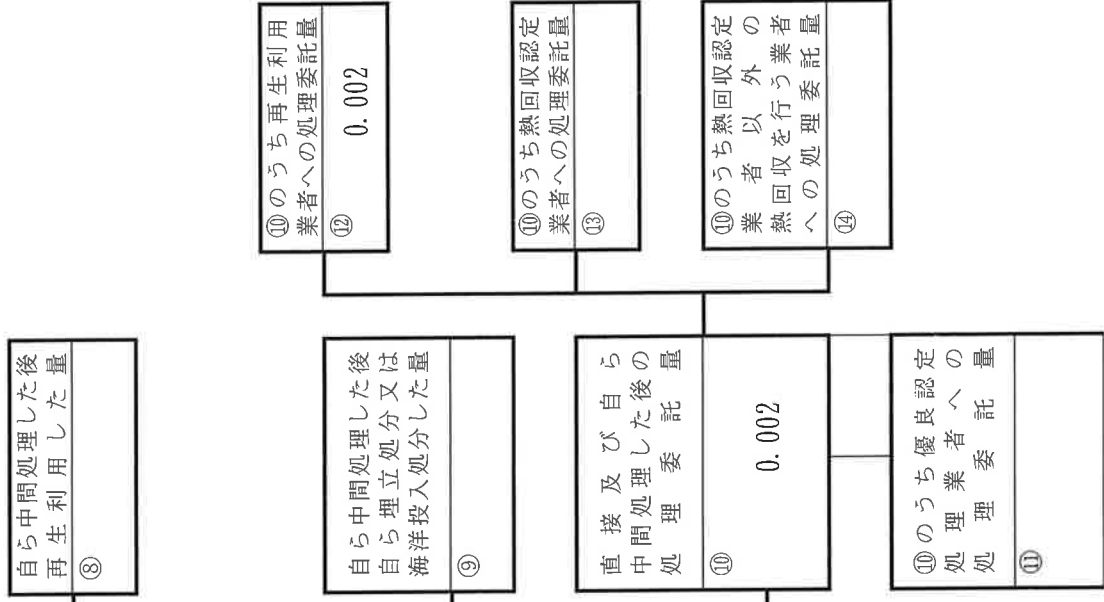 自ら中間処理した後
再生利用した量
⑧
自ら中間処理した後
自ら埋立処分又は
海洋投入処分した量
⑨
直接及び自ら
中間処理した後の
処理委託量
⑩
0.002
⑩のうち優良認定
処理業者への
処理委託量
⑪
⑩のうち再生利用
業者への処理委託量
⑫
0.002
⑩のうち熱回収認定
業者への処理委託量
⑬
⑩のうち熱回収認定
業者以外の
熱回収を行う業者
への処理委託量
⑭